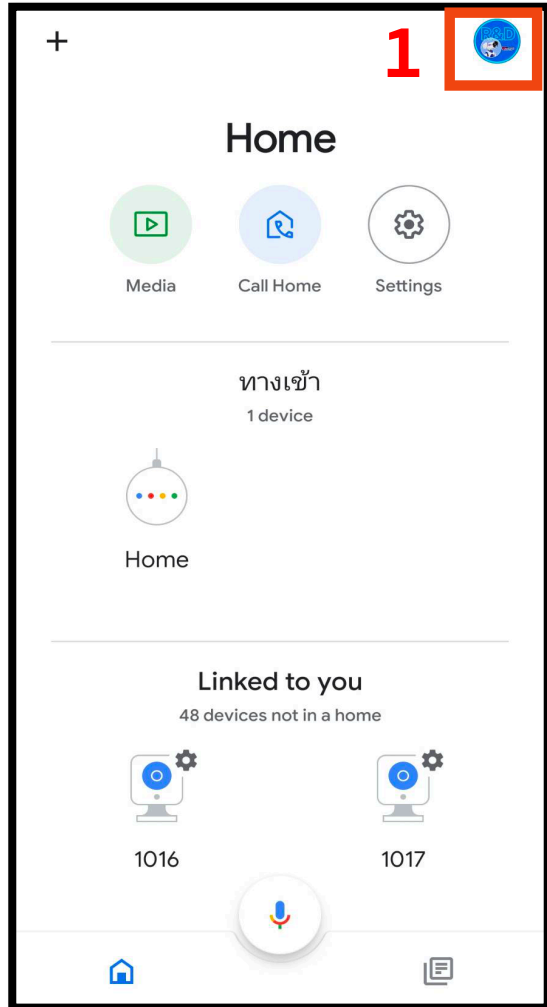 1
R&D
Home
Media
Call Home
Settings
ทางเข้า
1 device
Home
Linked to you
48 devices not in a home
1016
1017